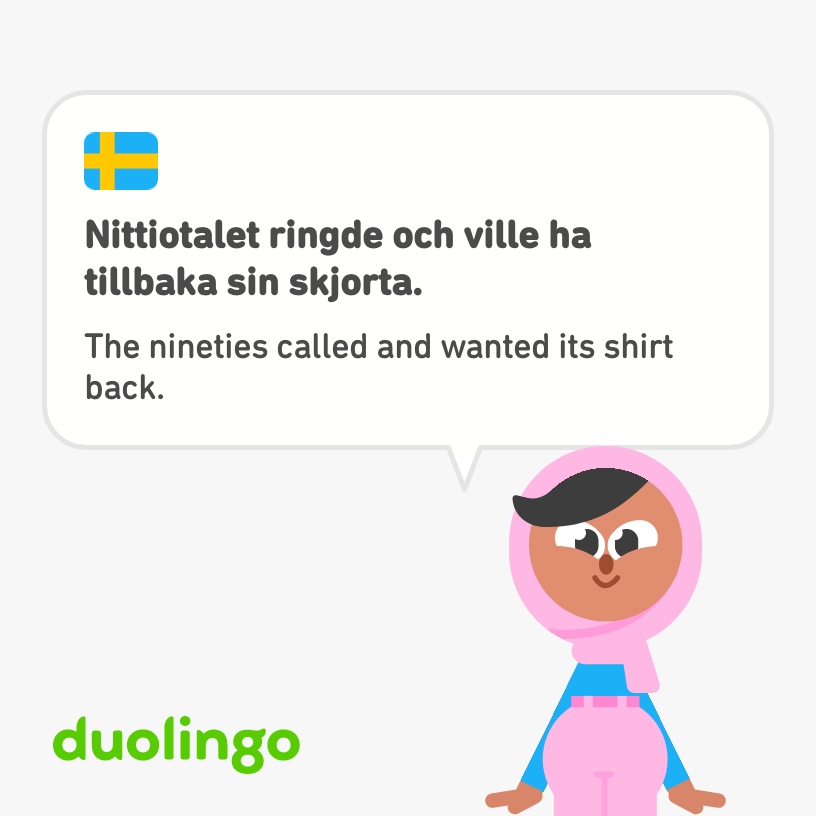 Nittiotalet ringde och ville ha
tillbaka sin skjorta.
The nineties called and wanted its shirt
back.
duolingo